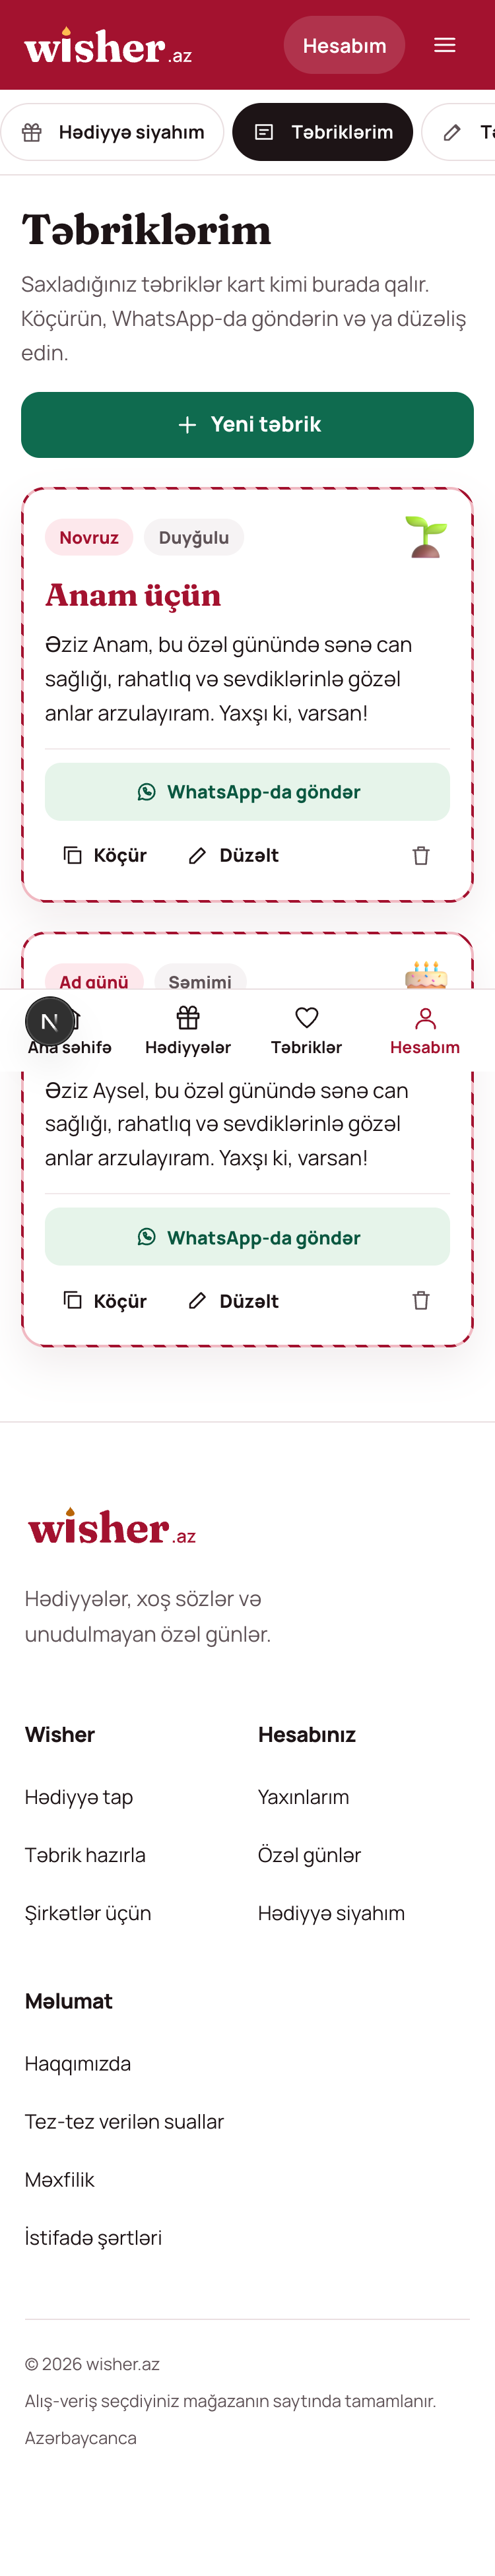 wisher.az
Hesabım
Hədiyyə siyahım
Təbriklərim
Təbriklərim
Saxladığınız təbriklər kart kimi burada qalır.
Köçürün, WhatsApp-da göndərin və ya düzəliş
edin.
Yeni təbrik
Novruz
Duyğulu
Anam üçün
Əziz Anam, bu özəl günündə sənə can
sağlığı, rahatlıq və sevdiklərinlə gözəl
anlar arzulayıram. Yaxşı ki, varsan!
WhatsApp-da göndər
Köçür
Düzəlt
Ad günü
Səmimi
N
Ana səhifə
Hədiyyələr
Təbriklər
Hesabım
Əziz Aysel, bu özəl günündə sənə can
sağlığı, rahatlıq və sevdiklərinlə gözəl
anlar arzulayıram. Yaxşı ki, varsan!
WhatsApp-da göndər
Köçür
Düzəlt
wisher.az
Hədiyyələr, xoş sözlər və
unudulmayan özəl günlər.
Wisher
Hədiyyə tap
Təbrik hazırla
Şirkətlər üçün
Hesabınız
Yaxınlarım
Özəl günlər
Hədiyyə siyahım
Məlumat
Haqqımızda
Tez-tez verilən suallar
Məxfilik
İstifadə şərtləri
© 2026 wisher.az
Alış-veriş seçdiyiniz mağazanın saytında tamamlanır.
Azərbaycanca